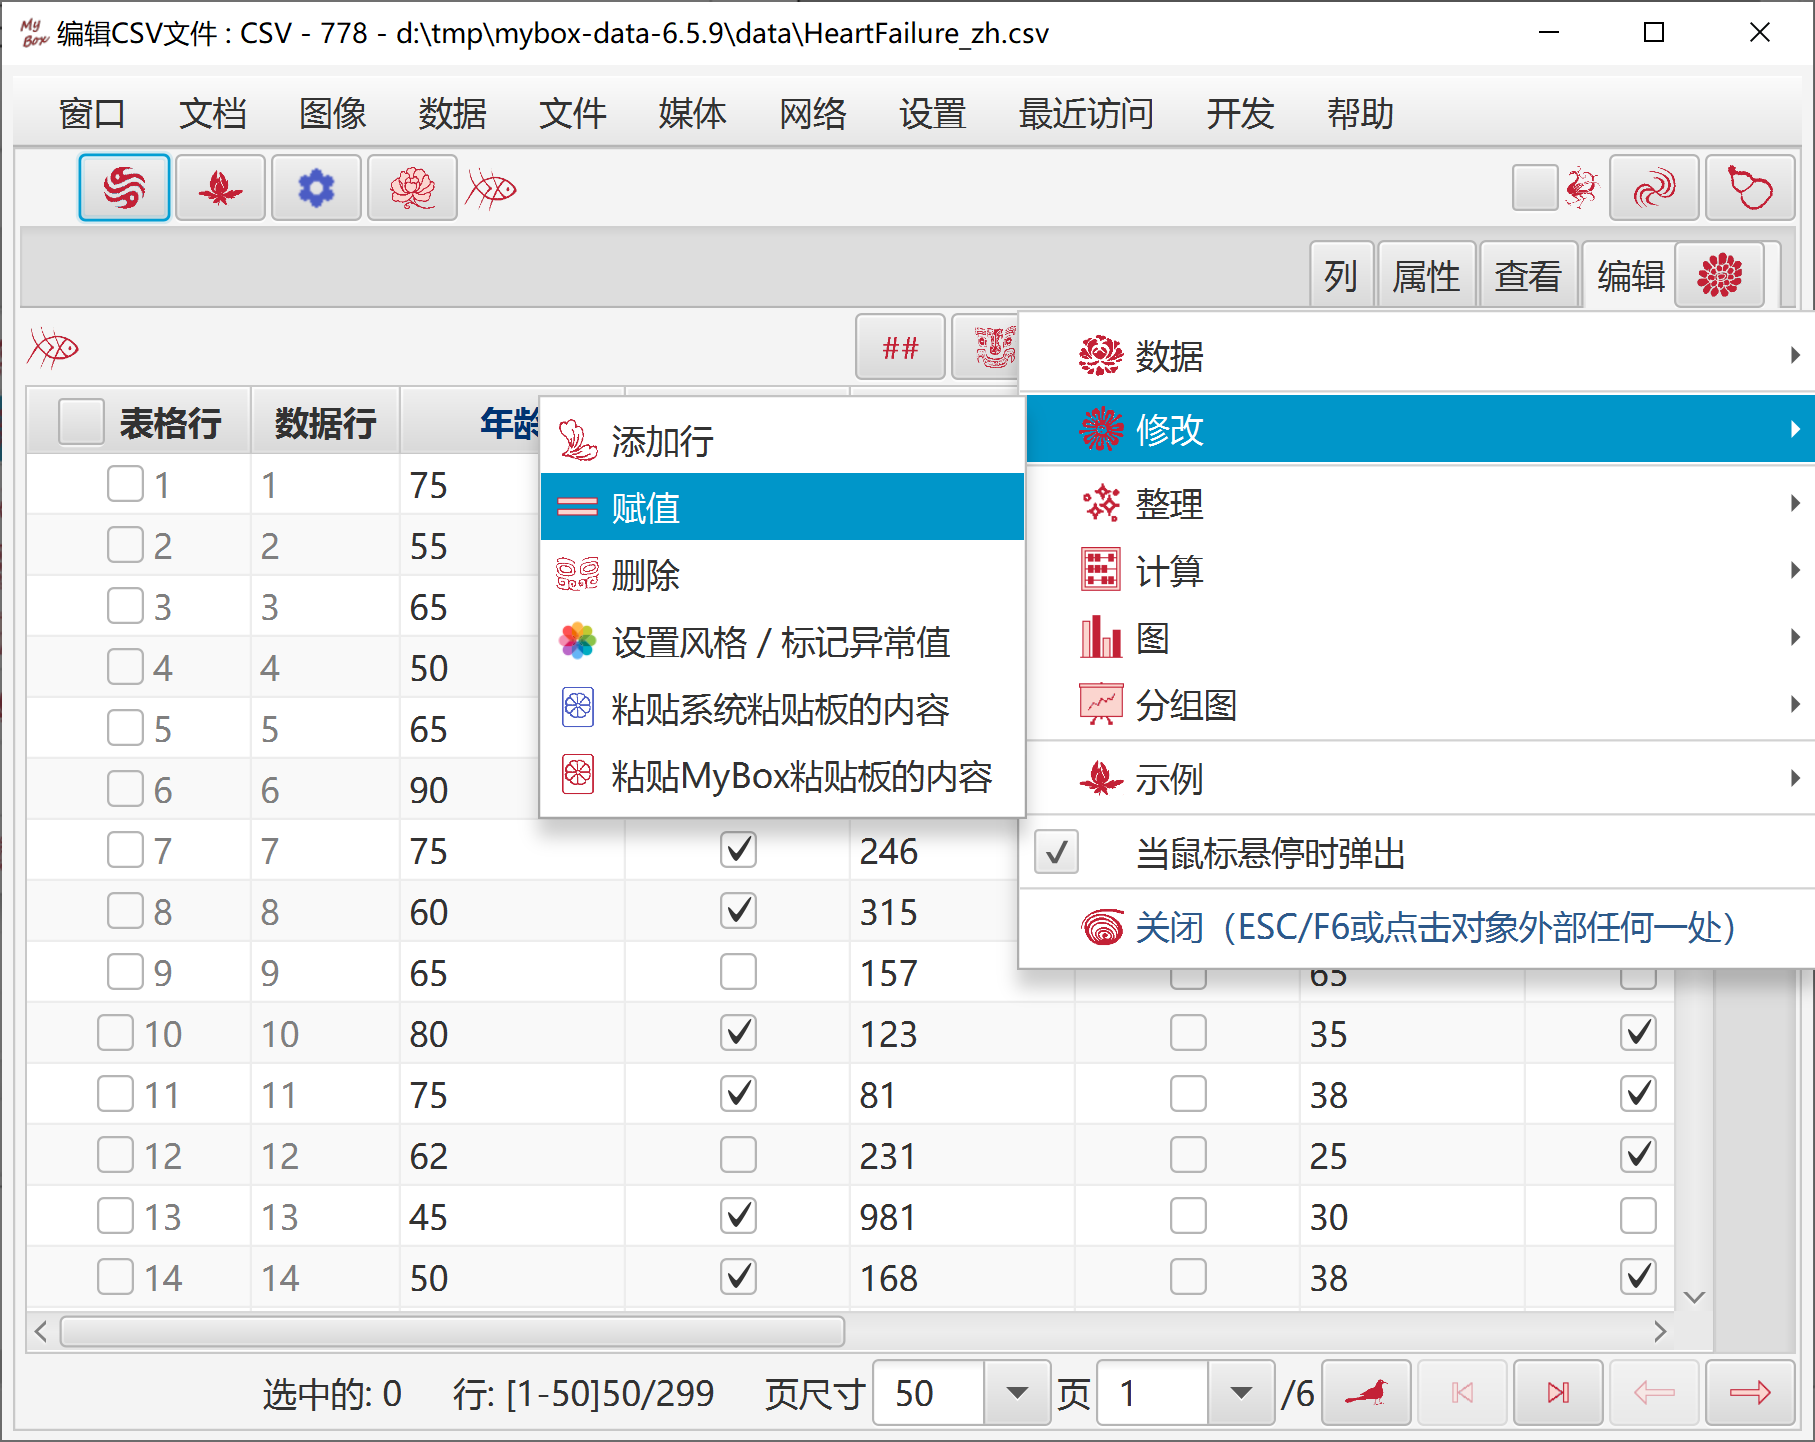 My Box 编辑CSV文件 : CSV - 778 - d:\tmp\mybox-data-6.5.9\data\HeartFailure_zh.csv
窗口 文档 图像 数据 文件 媒体 网络 设置 最近访问 开发 帮助
列 属性 查看 编辑
##
数据
修改
整理
计算
图
分组图
示例
当鼠标悬停时弹出
关闭（ESC/F6或点击对象外部任何一处）
添加行
赋值
删除
设置风格 / 标记异常值
粘贴系统粘贴板的内容
粘贴MyBox粘贴板的内容
表格行 数据行 年龄
1 1 75
2 2 55
3 3 65
4 4 50
5 5 65
6 6 90
7 7 75 246
8 8 60 315
9 9 65 157 65
10 10 80 123 35
11 11 75 81 38
12 12 62 231 25
13 13 45 981 30
14 14 50 168 38
选中的: 0 行: [1-50]50/299 页尺寸 50 页 1 /6